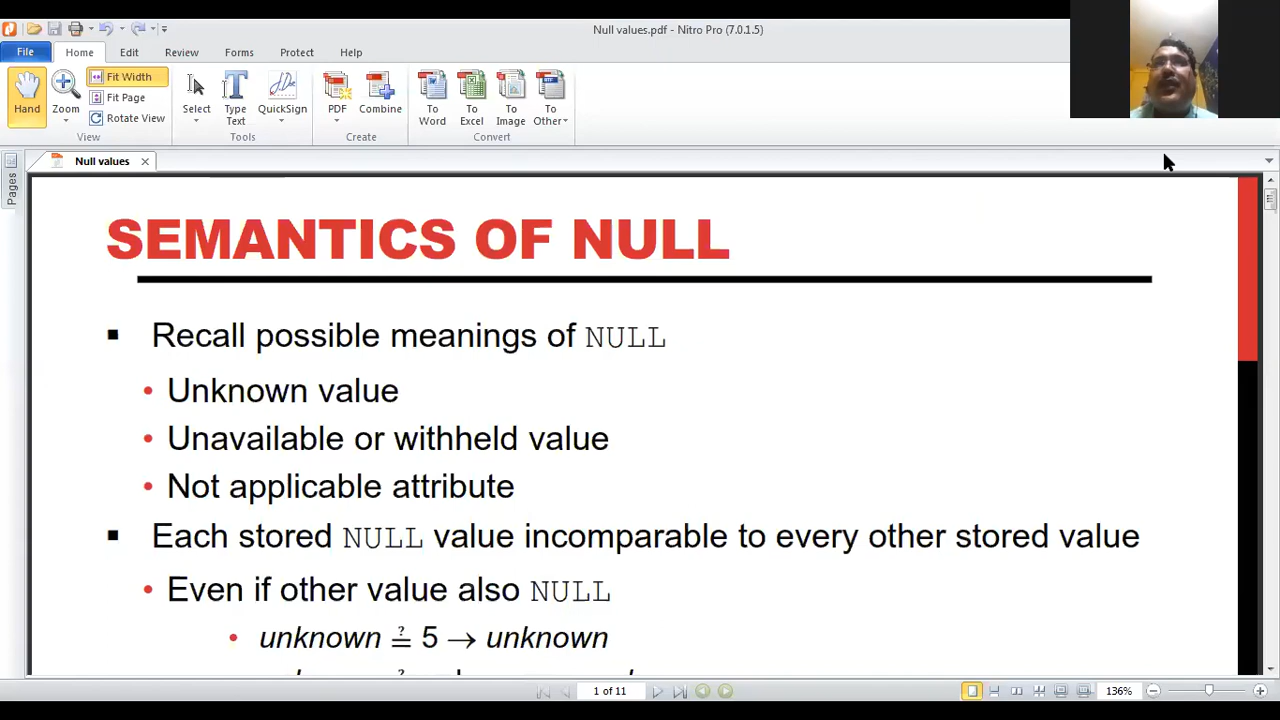 Null values.pdf - Nitro Pro (7.0.1.5)
File Home Edit Review Forms Protect Help
Hand
Zoom
Fit Width
Fit Page
Rotate View
View
Select
Type Text
QuickSign
Tools
PDF
Combine
Create
To Word
To Excel
To Image
To Other
Convert
Pages
Null values
SEMANTICS OF NULL
▪ Recall possible meanings of NULL
• Unknown value
• Unavailable or withheld value
• Not applicable attribute
▪ Each stored NULL value incomparable to every other stored value
• Even if other value also NULL
• unknown ≟ 5 → unknown
1 of 11
136%